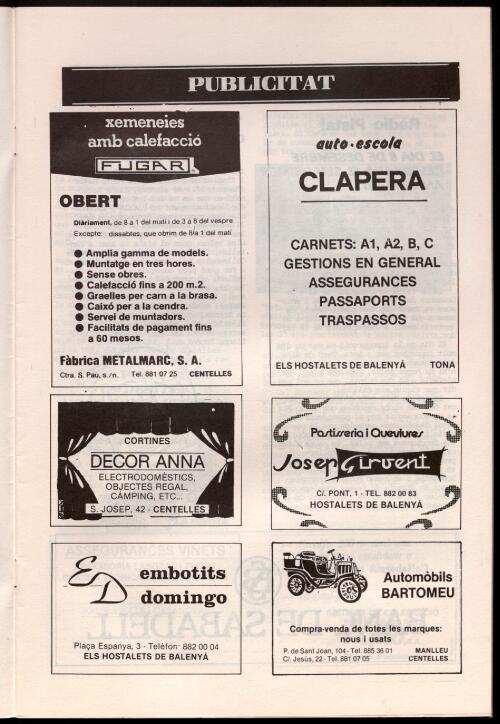 PUBLICITAT
xemeneies
amb calefacció
FUGAR
OBERT
Diàriament, de 8 a 1 del matí i de 3 a 6 del vespre
Excepte: dissabtes, que obrim de 8 a 1 del matí
● Amplia gamma de models.
● Muntatge en tres hores.
● Sense obres.
● Calefacció fins a 200 m.2.
● Graelles per carn a la brasa.
● Caixó per a la cendra.
● Servei de muntadors.
● Facilitats de pagament fins
a 60 mesos.
Fàbrica METALMARC, S. A.
Ctra. S. Pau, s./n. Tel. 881 07 25 CENTELLES
auto·escola
CLAPERA
CARNETS: A1, A2, B, C
GESTIONS EN GENERAL
ASSEGURANCES
PASSAPORTS
TRASPASSOS
ELS HOSTALETS DE BALENYÁ TONA
CORTINES
DECOR ANNA
ELECTRODOMÈSTICS,
OBJECTES REGAL,
CÀMPING, ETC...
S. JOSEP, 42 - CENTELLES
Pastisseria i Queviures
Josep Girvent
C/. PONT, 1 - TEL. 882 00 83
HOSTALETS DE BALENYÁ
ED embotits
domingo
Plaça Espanya, 3 - Telèfon 882 00 04
ELS HOSTALETS DE BALENYÁ
Automòbils
BARTOMEU
Compra-venda de totes les marques:
nous i usats
P. de Sant Joan, 104 - Tel. 885 36 01 MANLLEU
C/. Jesús, 22 - Tel. 881 07 05 CENTELLES